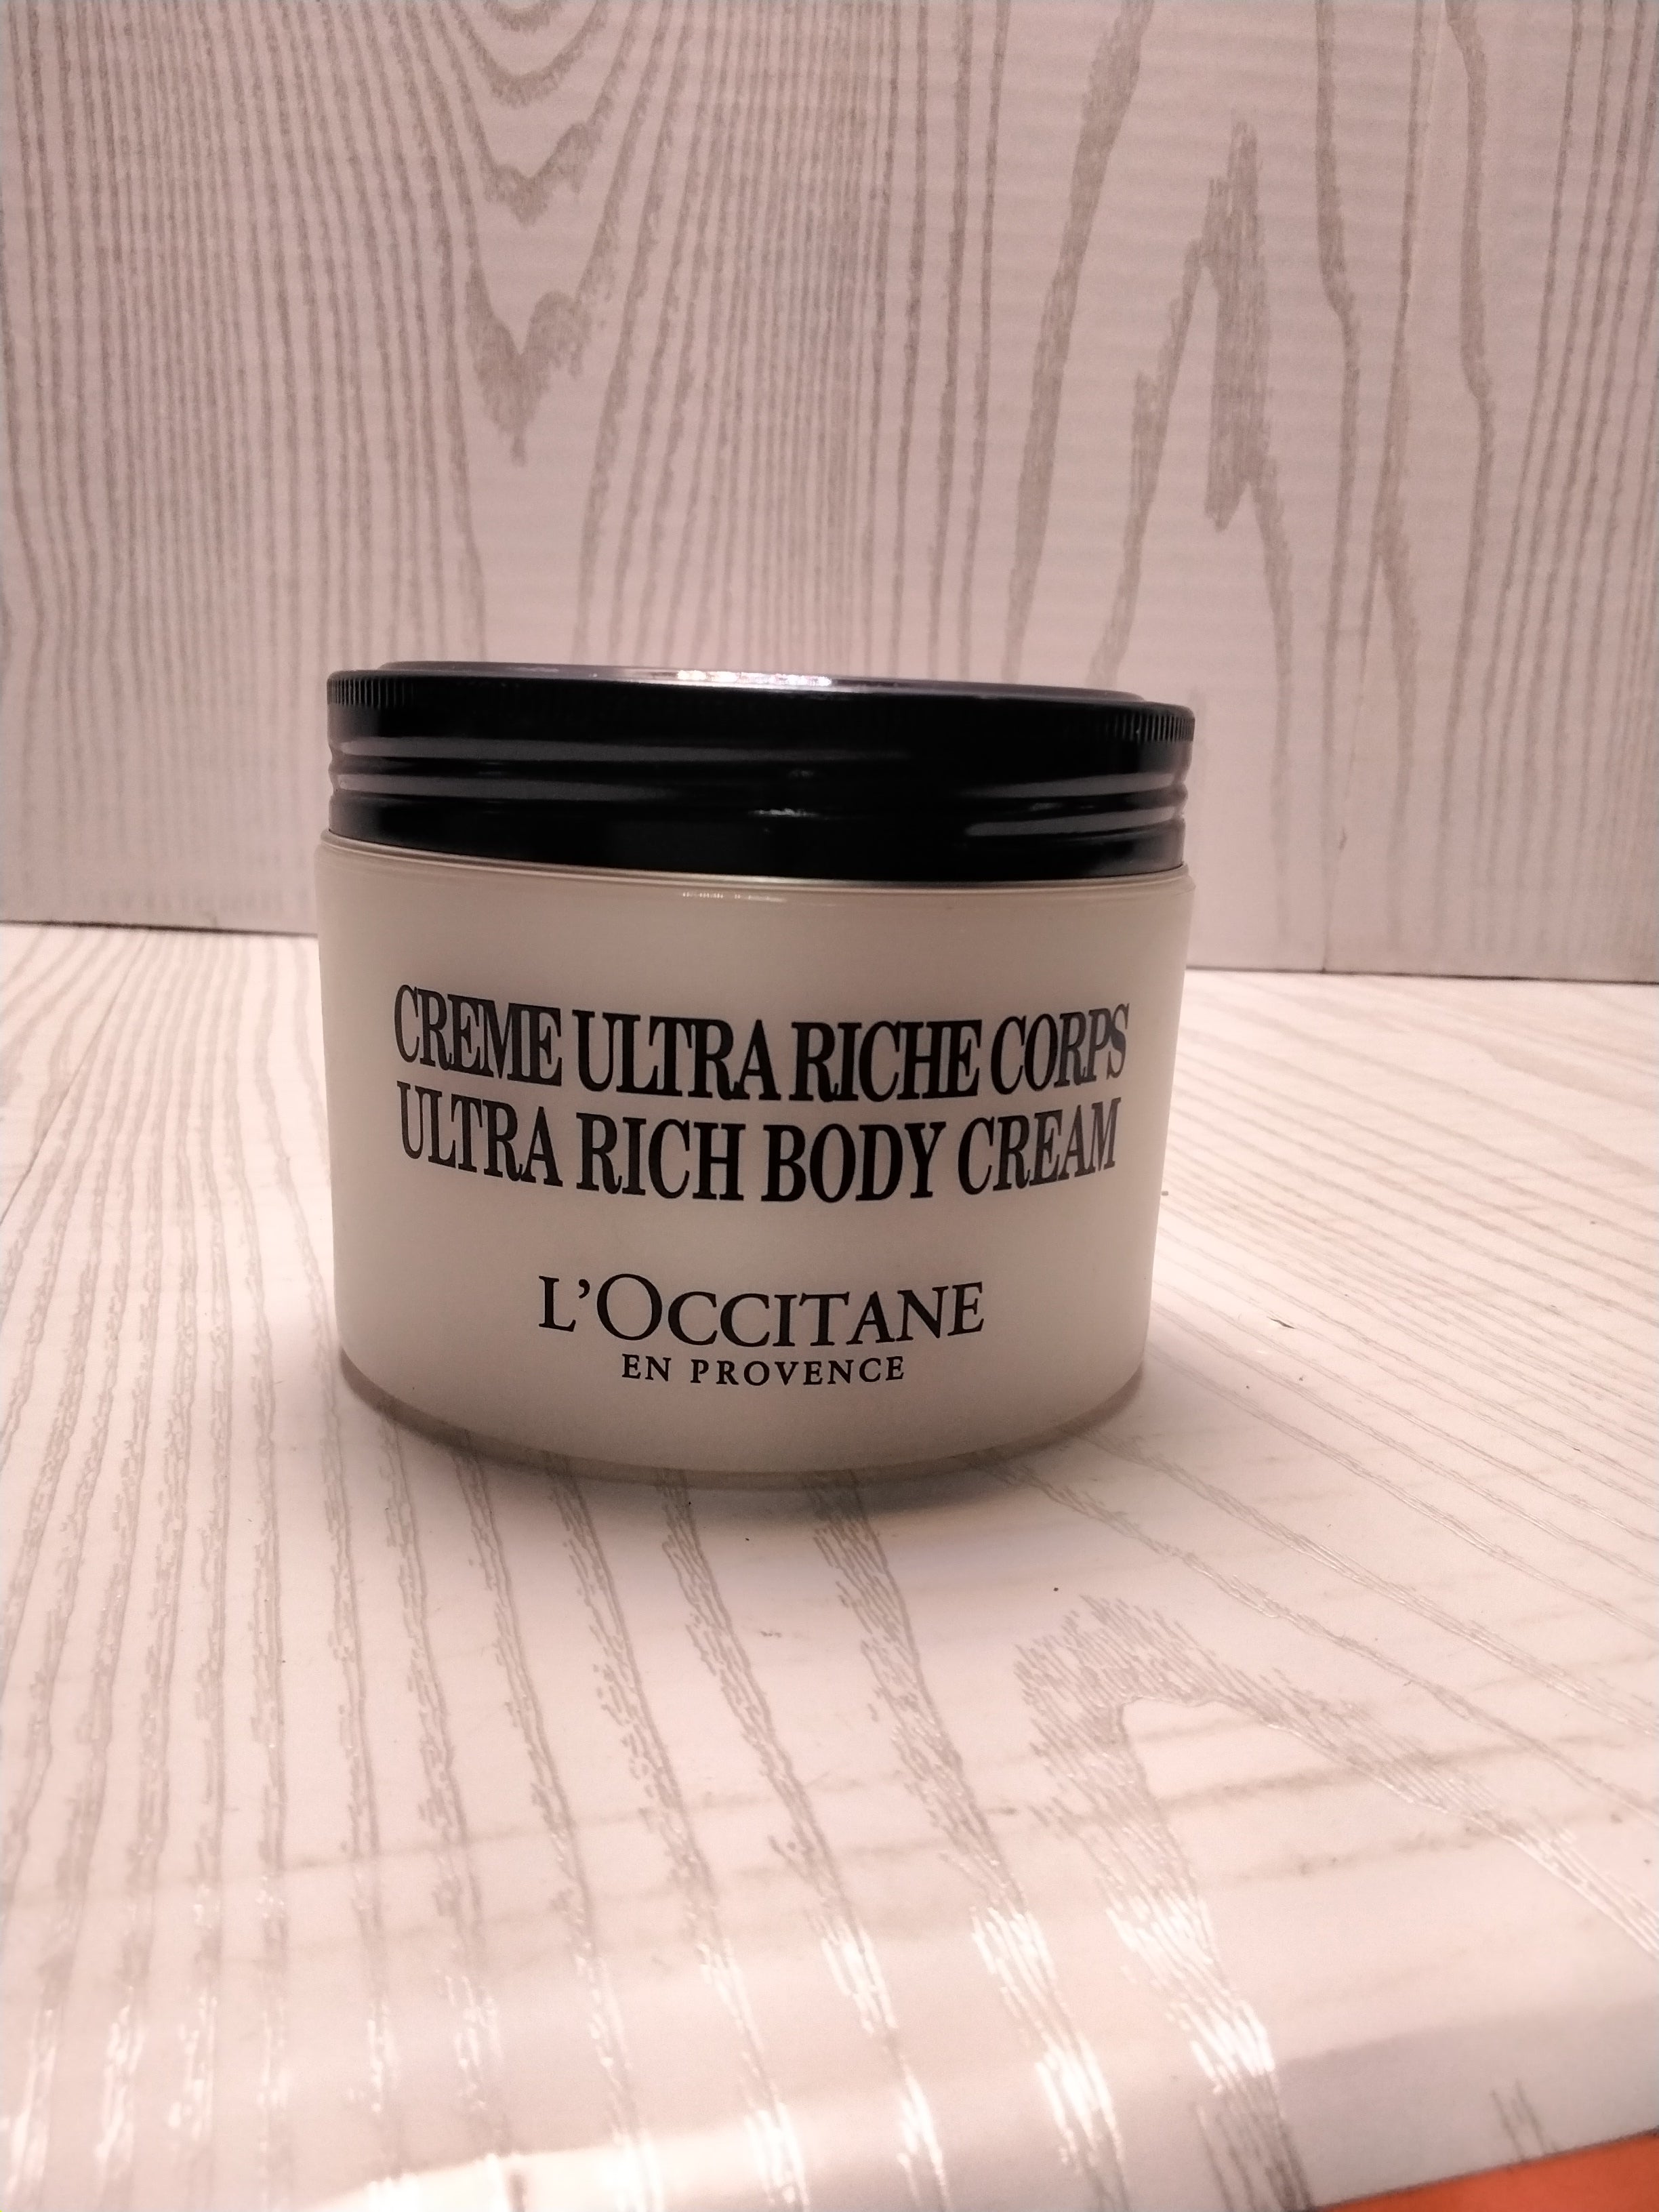 CREME ULTRA RICHE CORPS
ULTRA RICH BODY CREAM
L'OCCITANE
EN PROVENCE